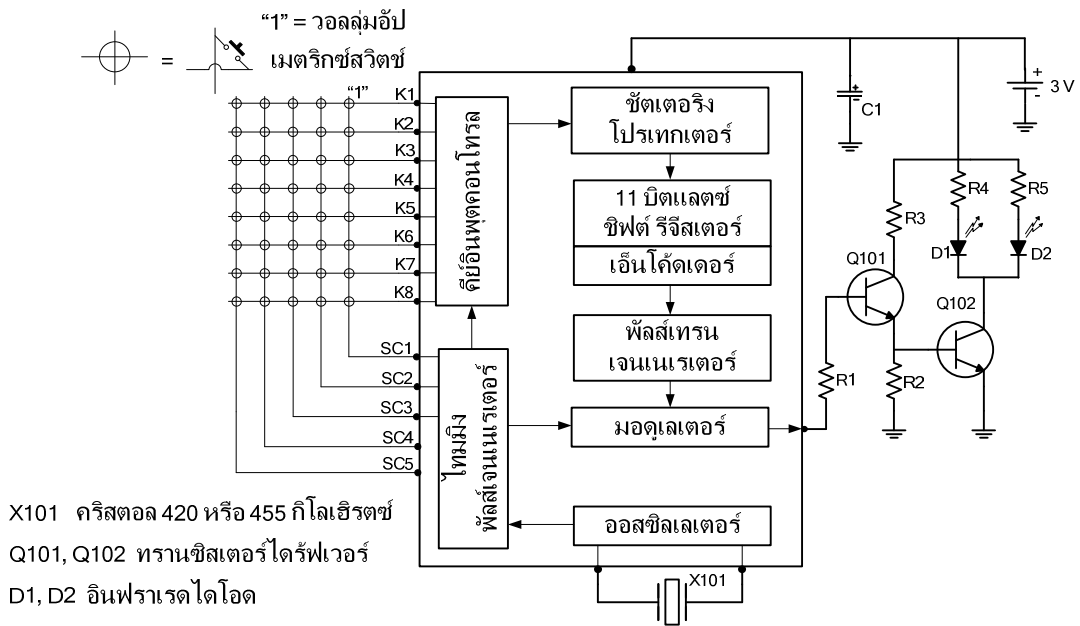 “1” = วอลลุ่มอัป
= เมตริกซ์สวิตช์
“1”
K1
K2
K3
K4
K5
K6
K7
K8
SC1
SC2
SC3
SC4
SC5
คีย์อินพุตคอนโทรล
ไทมมิง
พัลส์เจนเนเรเตอร์
ชัตเตอริง
โปรเทกเตอร์
11 บิตแลตซ์
ชิฟต์ รีจีสเตอร์
เอ็นโค้ดเดอร์
พัลส์เทรน
เจนเนเรเตอร์
มอดูเลเตอร์
ออสซิลเลเตอร์
X101
+
-
C1
+
-
3 V
R3
R4
R5
D1
D2
Q101
Q102
R1
R2
X101 คริสตอล 420 หรือ 455 กิโลเฮิรตซ์
Q101, Q102 ทรานซิสเตอร์ไดร้ฟเวอร์
D1, D2 อินฟราเรดไดโอด